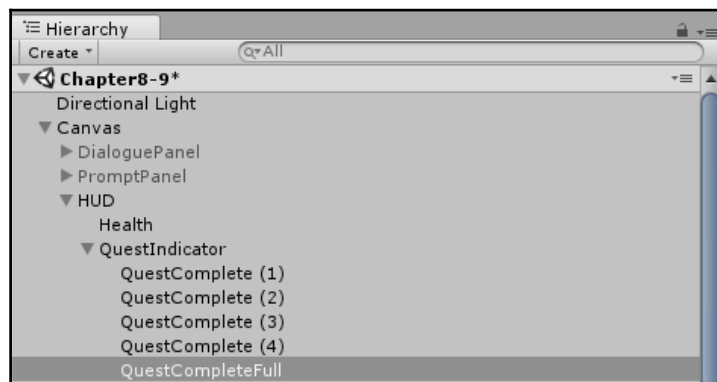 Hierarchy
Create All
Chapter8-9*
Directional Light
Canvas
DialoguePanel
PromptPanel
HUD
Health
QuestIndicator
QuestComplete (1)
QuestComplete (2)
QuestComplete (3)
QuestComplete (4)
QuestCompleteFull